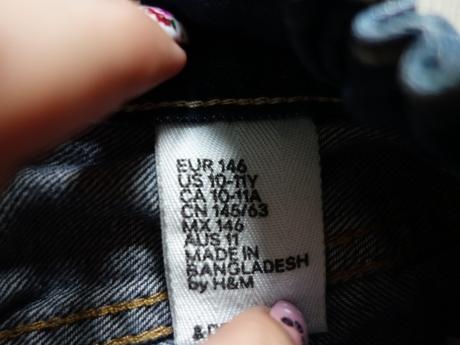 EUR 146
US 10-11Y
CA 10-11A
CN 145/63
MX 146
AUS 11
MADE IN
BANGLADESH
by H&M